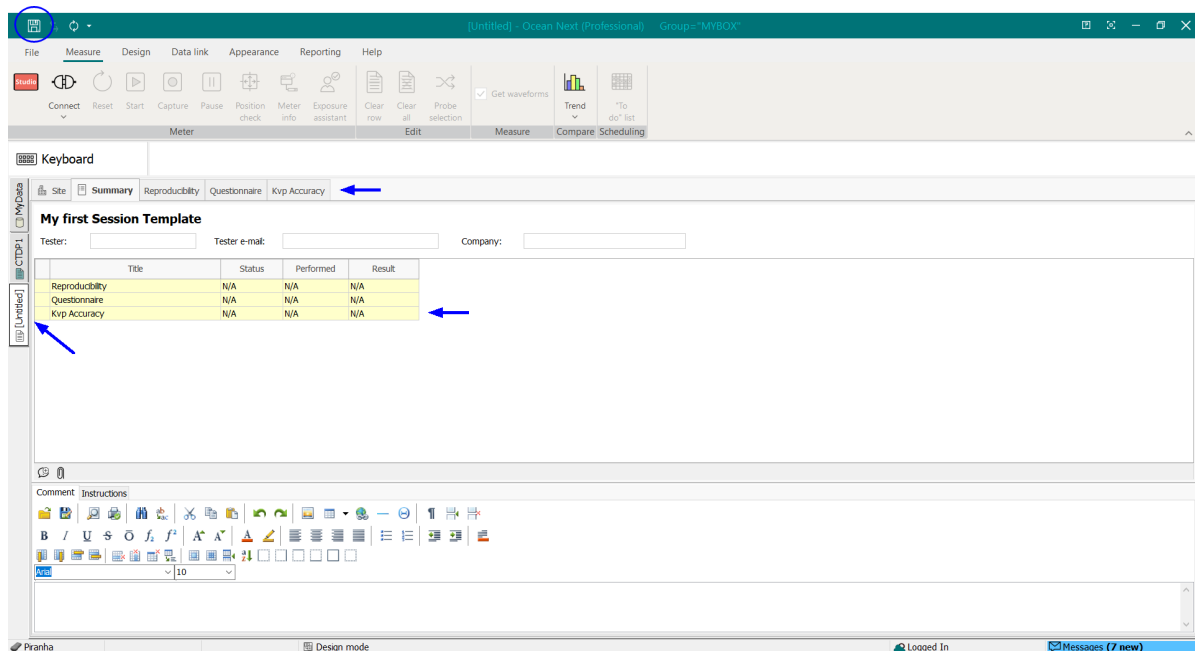 [Untitled] - Ocean Next (Professional) Group="MYBOX"
File Measure Design Data link Appearance Reporting Help
Studio
Connect Reset Start Capture Pause Position check Meter info Exposure assistant Clear row Clear all Probe selection Get waveforms Trend "To do" list
Meter Edit Measure Compare Scheduling
Keyboard
MyData
CTDP1
[Untitled]
Site Summary Reproducibility Questionnaire Kvp Accuracy
My first Session Template
Tester: Tester e-mail: Company:
Title Status Performed Result
Reproducibility N/A N/A N/A
Questionnaire N/A N/A N/A
Kvp Accuracy N/A N/A N/A
Comment Instructions
Arial 10
Piranha Design mode Logged In Messages (7 new)